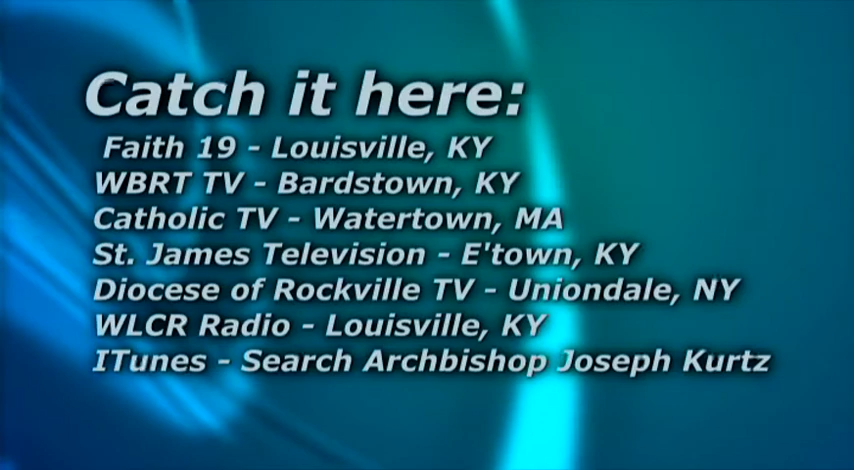 Catch it here:
Faith 19 - Louisville, KY
WBRT TV - Bardstown, KY
Catholic TV - Watertown, MA
St. James Television - E'town, KY
Diocese of Rockville TV - Uniondale, NY
WLCR Radio - Louisville, KY
ITunes - Search Archbishop Joseph Kurtz